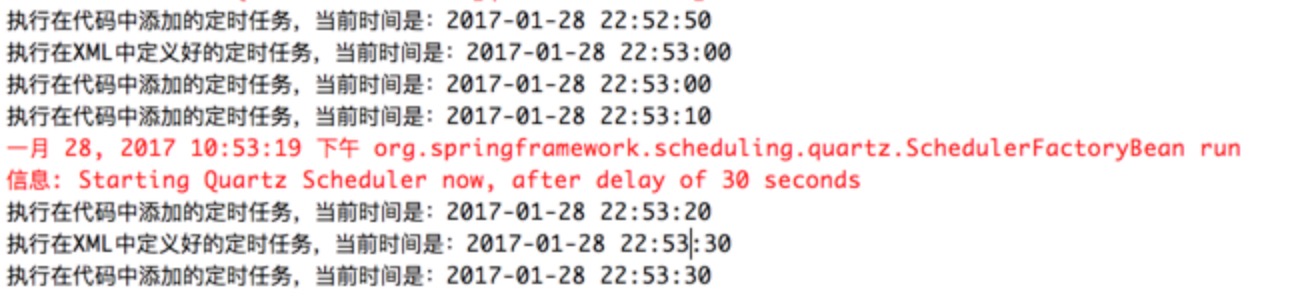 执行在代码中添加的定时任务，当前时间是：2017-01-28 22:52:50
执行在XML中定义好的定时任务，当前时间是：2017-01-28 22:53:00
执行在代码中添加的定时任务，当前时间是：2017-01-28 22:53:00
执行在代码中添加的定时任务，当前时间是：2017-01-28 22:53:10
一月 28, 2017 10:53:19 下午 org.springframework.scheduling.quartz.SchedulerFactoryBean run
信息: Starting Quartz Scheduler now, after delay of 30 seconds
执行在代码中添加的定时任务，当前时间是：2017-01-28 22:53:20
执行在XML中定义好的定时任务，当前时间是：2017-01-28 22:53:30
执行在代码中添加的定时任务，当前时间是：2017-01-28 22:53:30